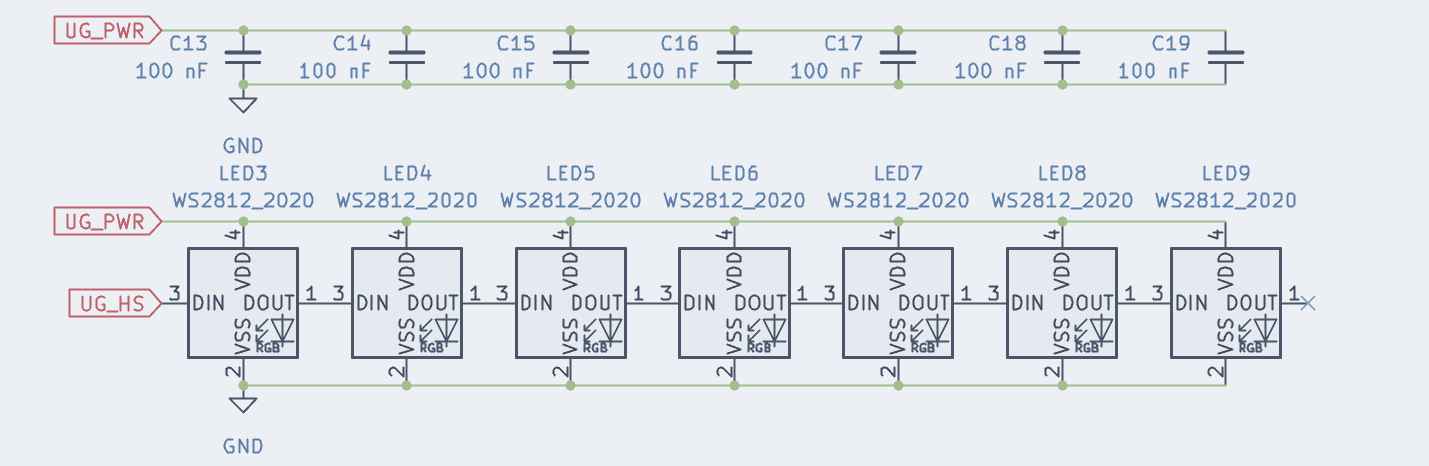 UG_PWR
C13 C14 C15 C16 C17 C18 C19
100 nF 100 nF 100 nF 100 nF 100 nF 100 nF 100 nF
GND
LED3 LED4 LED5 LED6 LED7 LED8 LED9
WS2812_2020 WS2812_2020 WS2812_2020 WS2812_2020 WS2812_2020 WS2812_2020 WS2812_2020
UG_PWR
4 4 4 4 4 4 4
VDD VDD VDD VDD VDD VDD VDD
UG_HS 3 DIN DOUT 1 3 DIN DOUT 1 3 DIN DOUT 1 3 DIN DOUT 1 3 DIN DOUT 1 3 DIN DOUT 1 3 DIN DOUT 1
VSS RGB VSS RGB VSS RGB VSS RGB VSS RGB VSS RGB VSS RGB
2 2 2 2 2 2 2
GND